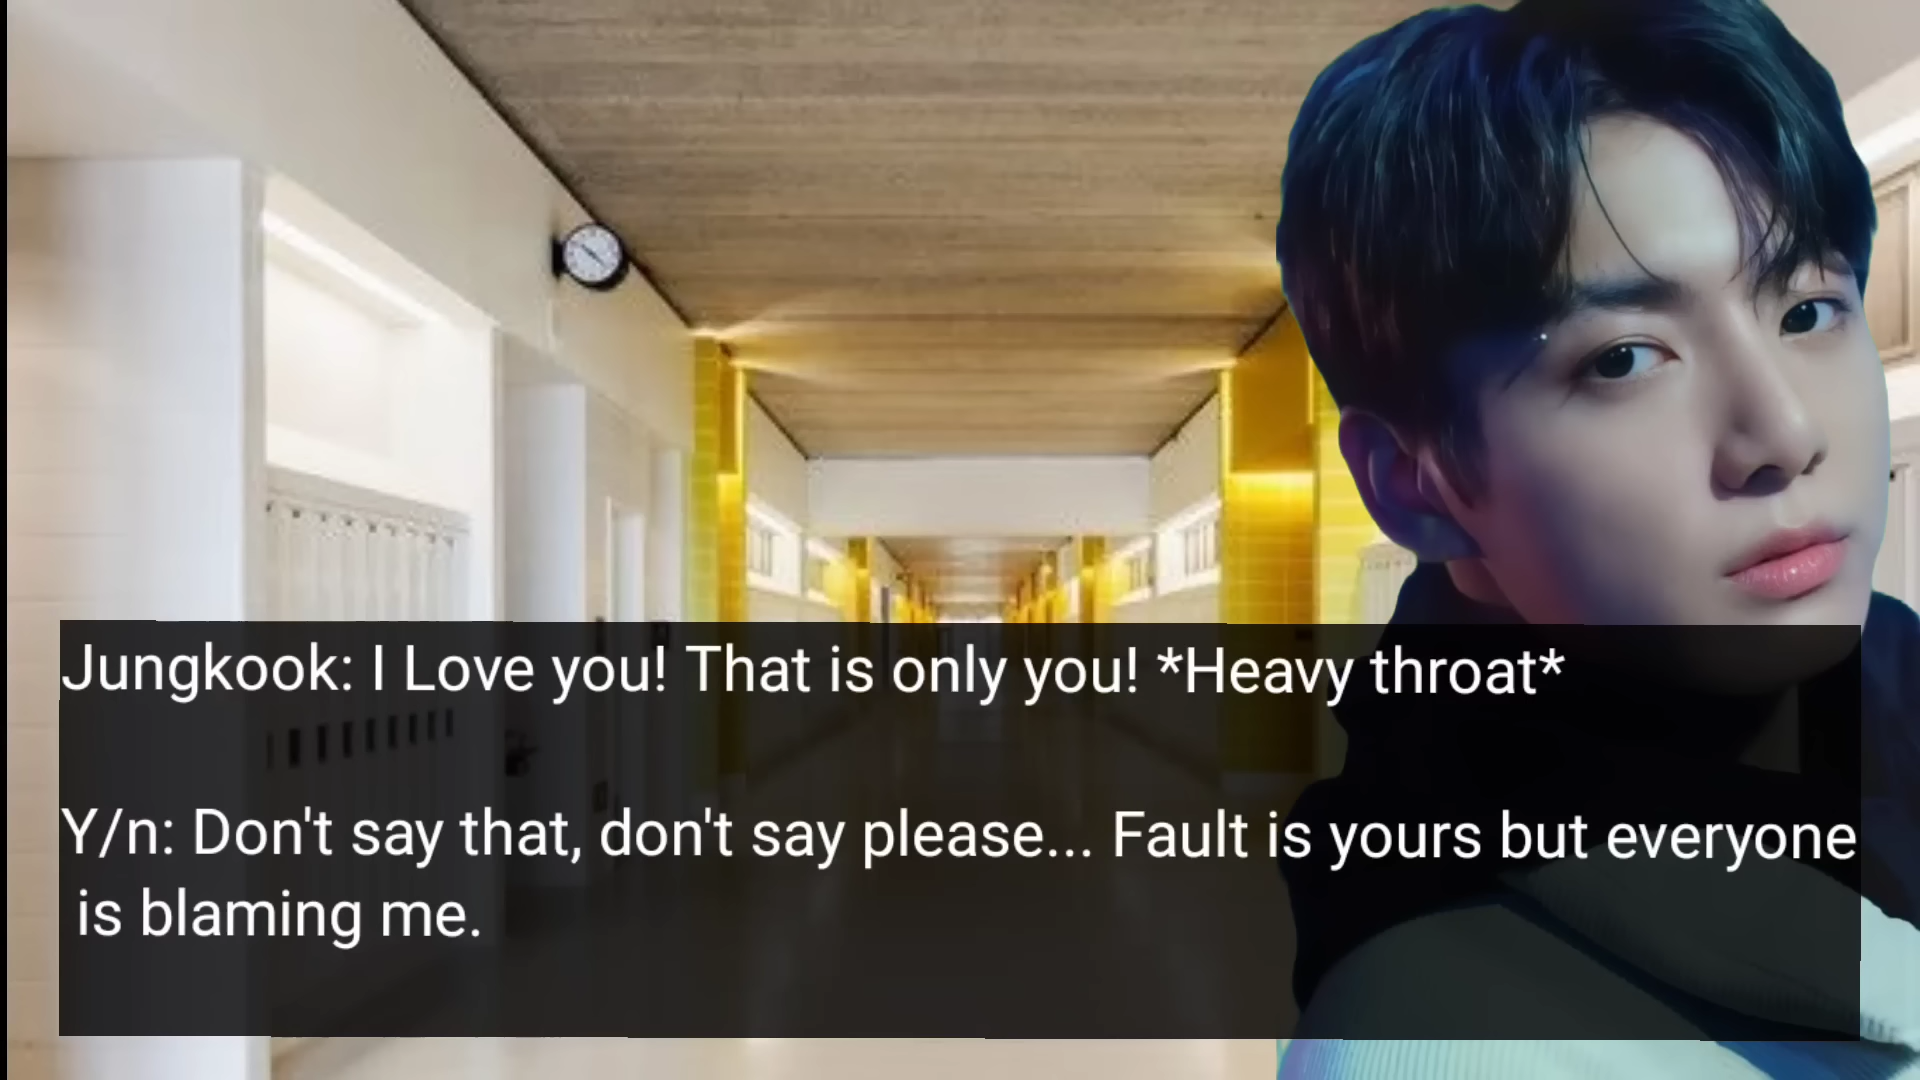 Jungkook: I Love you! That is only you! *Heavy throat*
Y/n: Don't say that, don't say please... Fault is yours but everyone
is blaming me.